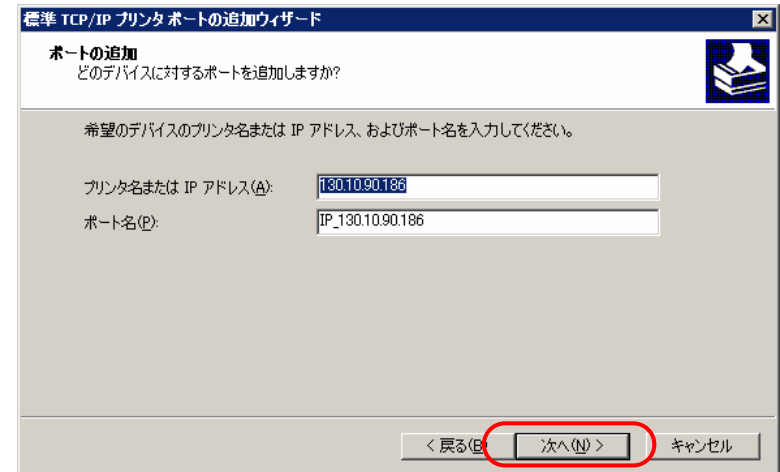 標準 TCP/IP プリンタ ポートの追加ウィザード
ポートの追加
どのデバイスに対するポートを追加しますか?
希望のデバイスのプリンタ名または IP アドレス、およびポート名を入力してください。
プリンタ名または IP アドレス(A): 130.10.90.186
ポート名(P): IP_130.10.90.186
< 戻る(B) 次へ(N) > キャンセル